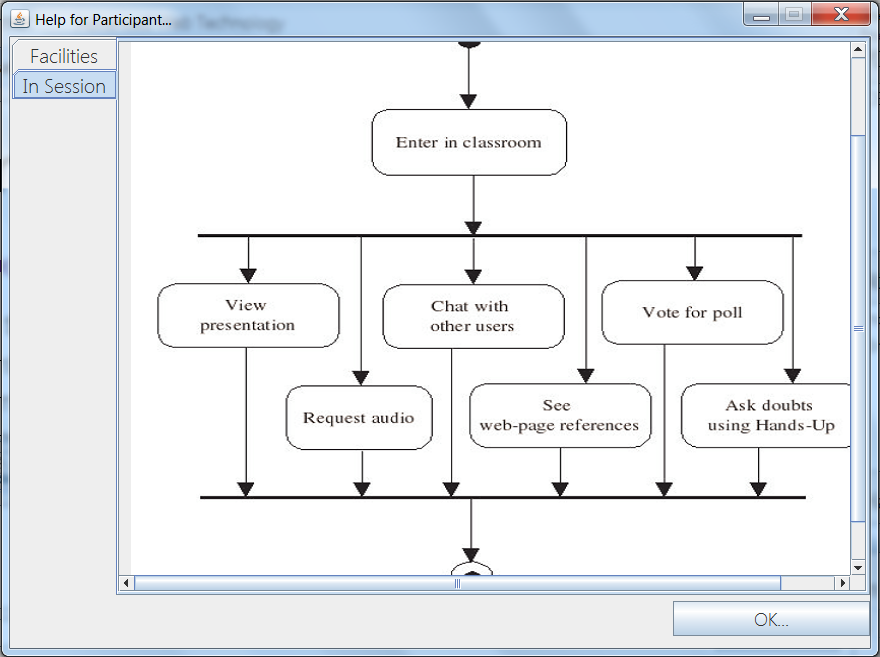 Help for Participant...
Facilities
In Session
Enter in classroom
View
presentation
Chat with
other users
Vote for poll
Request audio
See
web-page references
Ask doubts
using Hands-Up
OK...